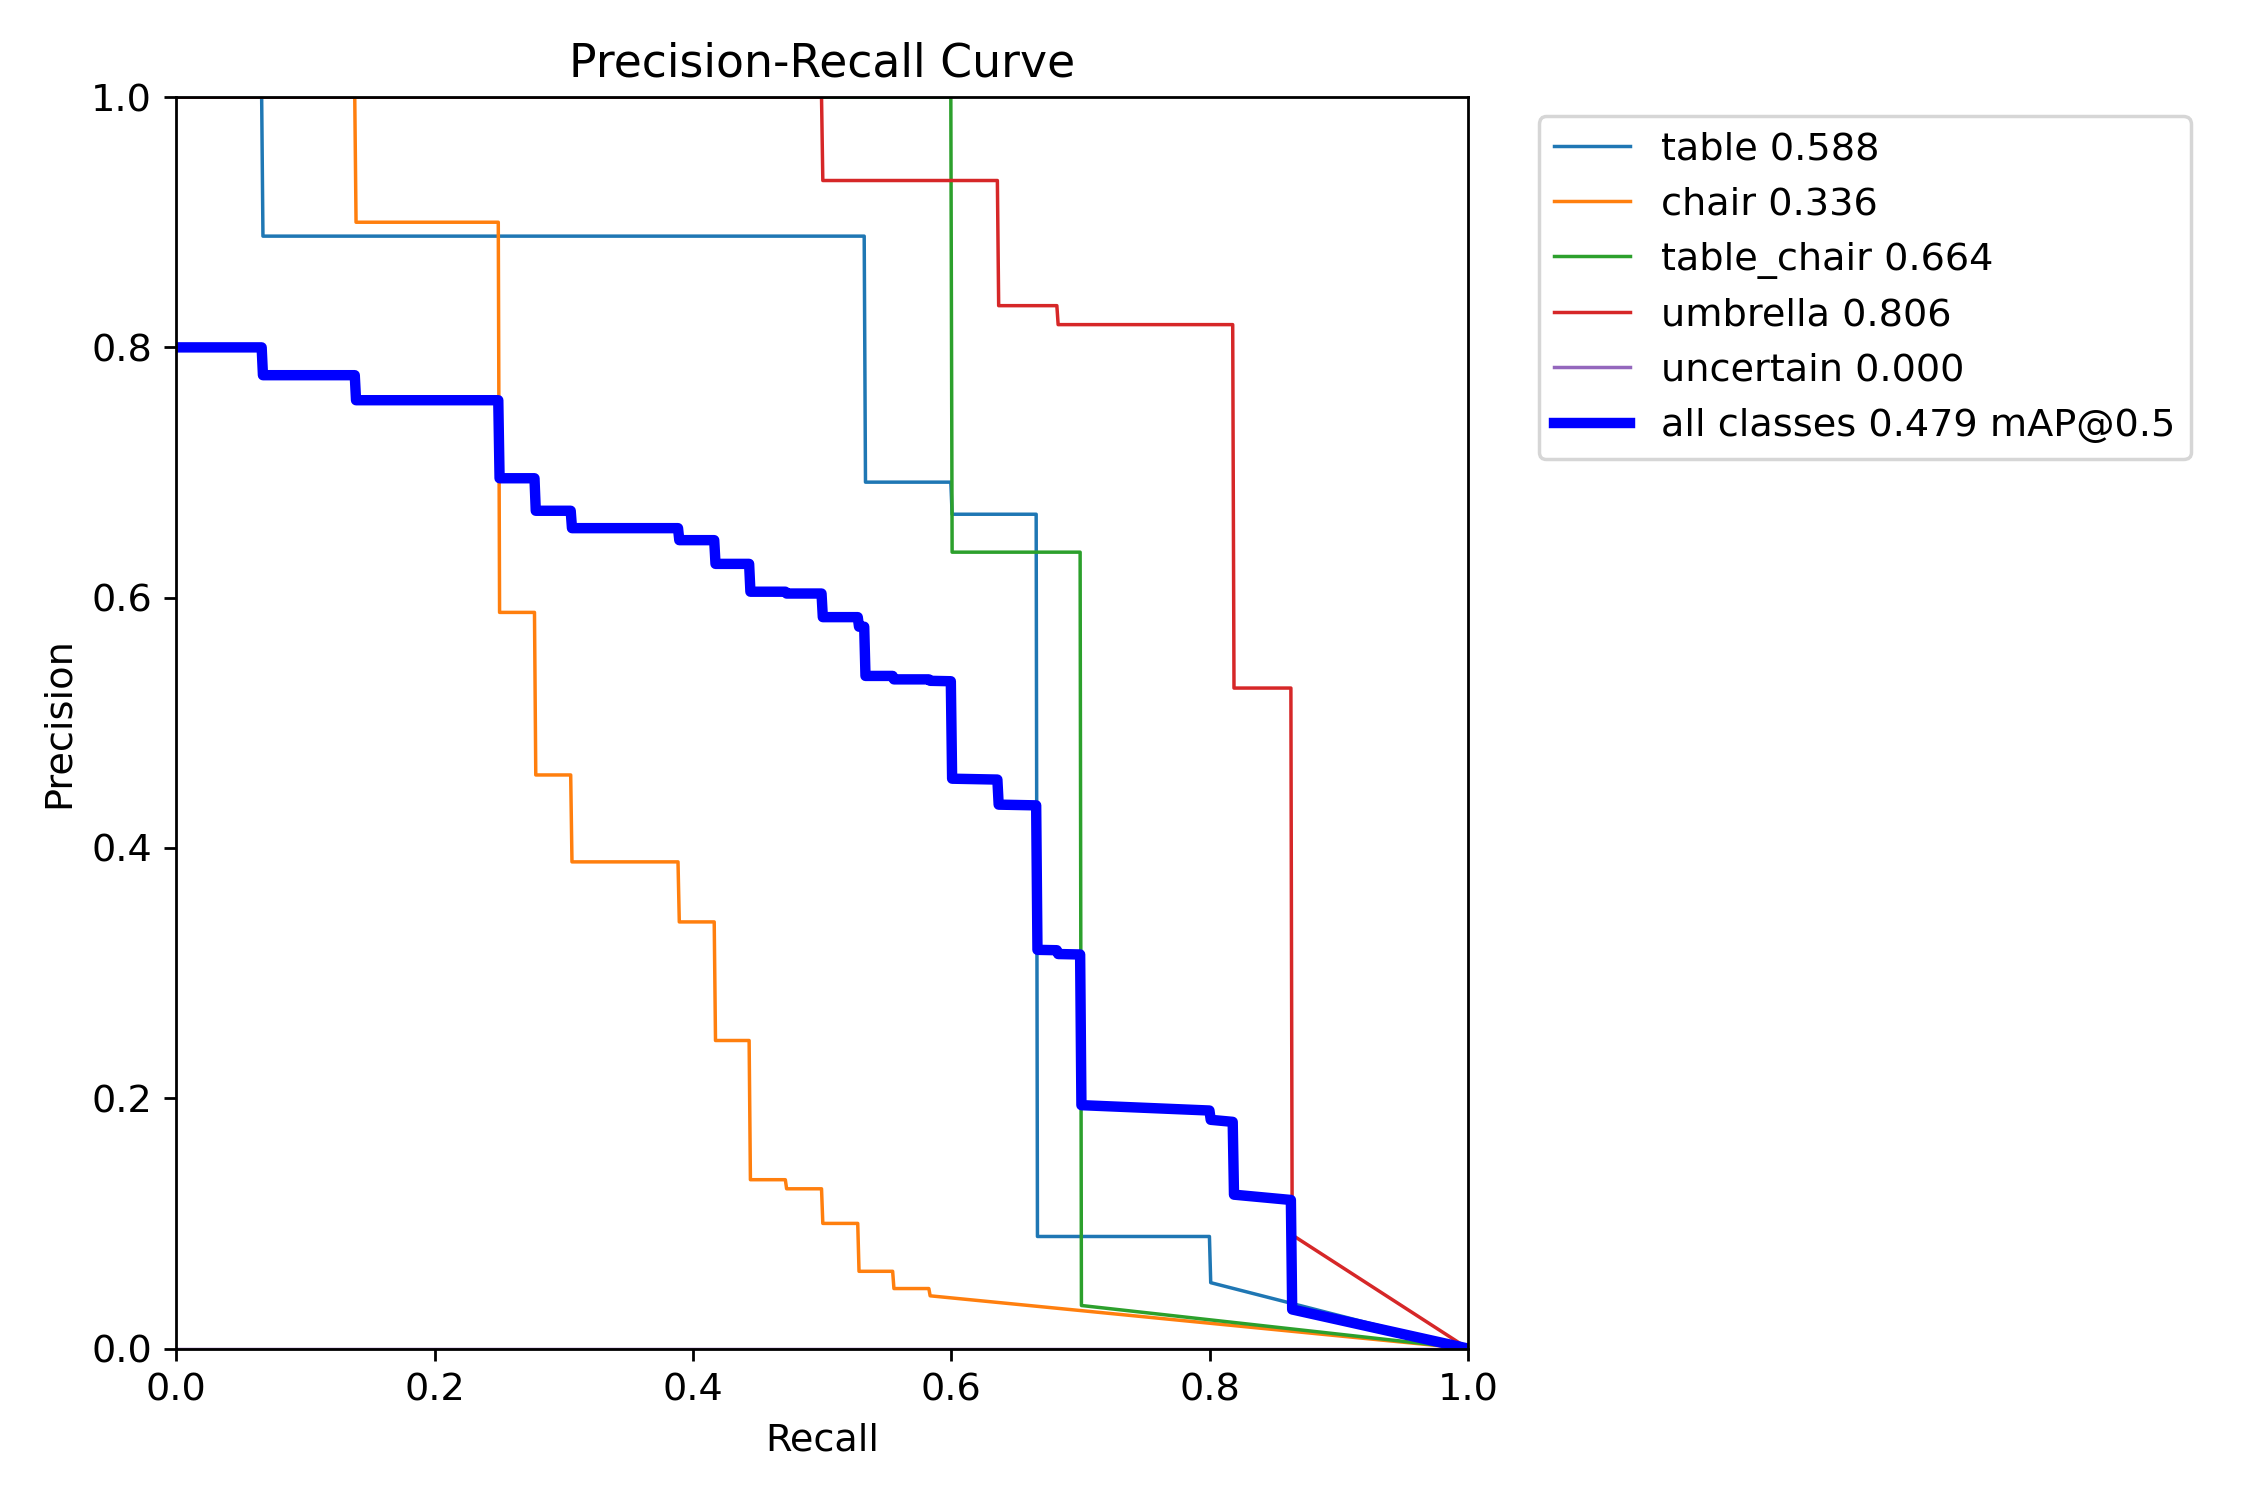 Precision-Recall Curve
1.0
0.8
0.6
0.4
0.2
0.0
Precision
0.0 0.2 0.4 0.6 0.8 1.0
Recall
table 0.588
chair 0.336
table_chair 0.664
umbrella 0.806
uncertain 0.000
all classes 0.479 mAP@0.5